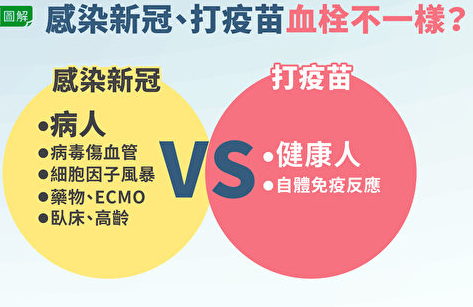 圖解
感染新冠、打疫苗血栓不一樣？
感染新冠
●病人
●病毒傷血管
●細胞因子風暴
●藥物、ECMO
●臥床、高齡
VS
打疫苗
●健康人
●自體免疫反應